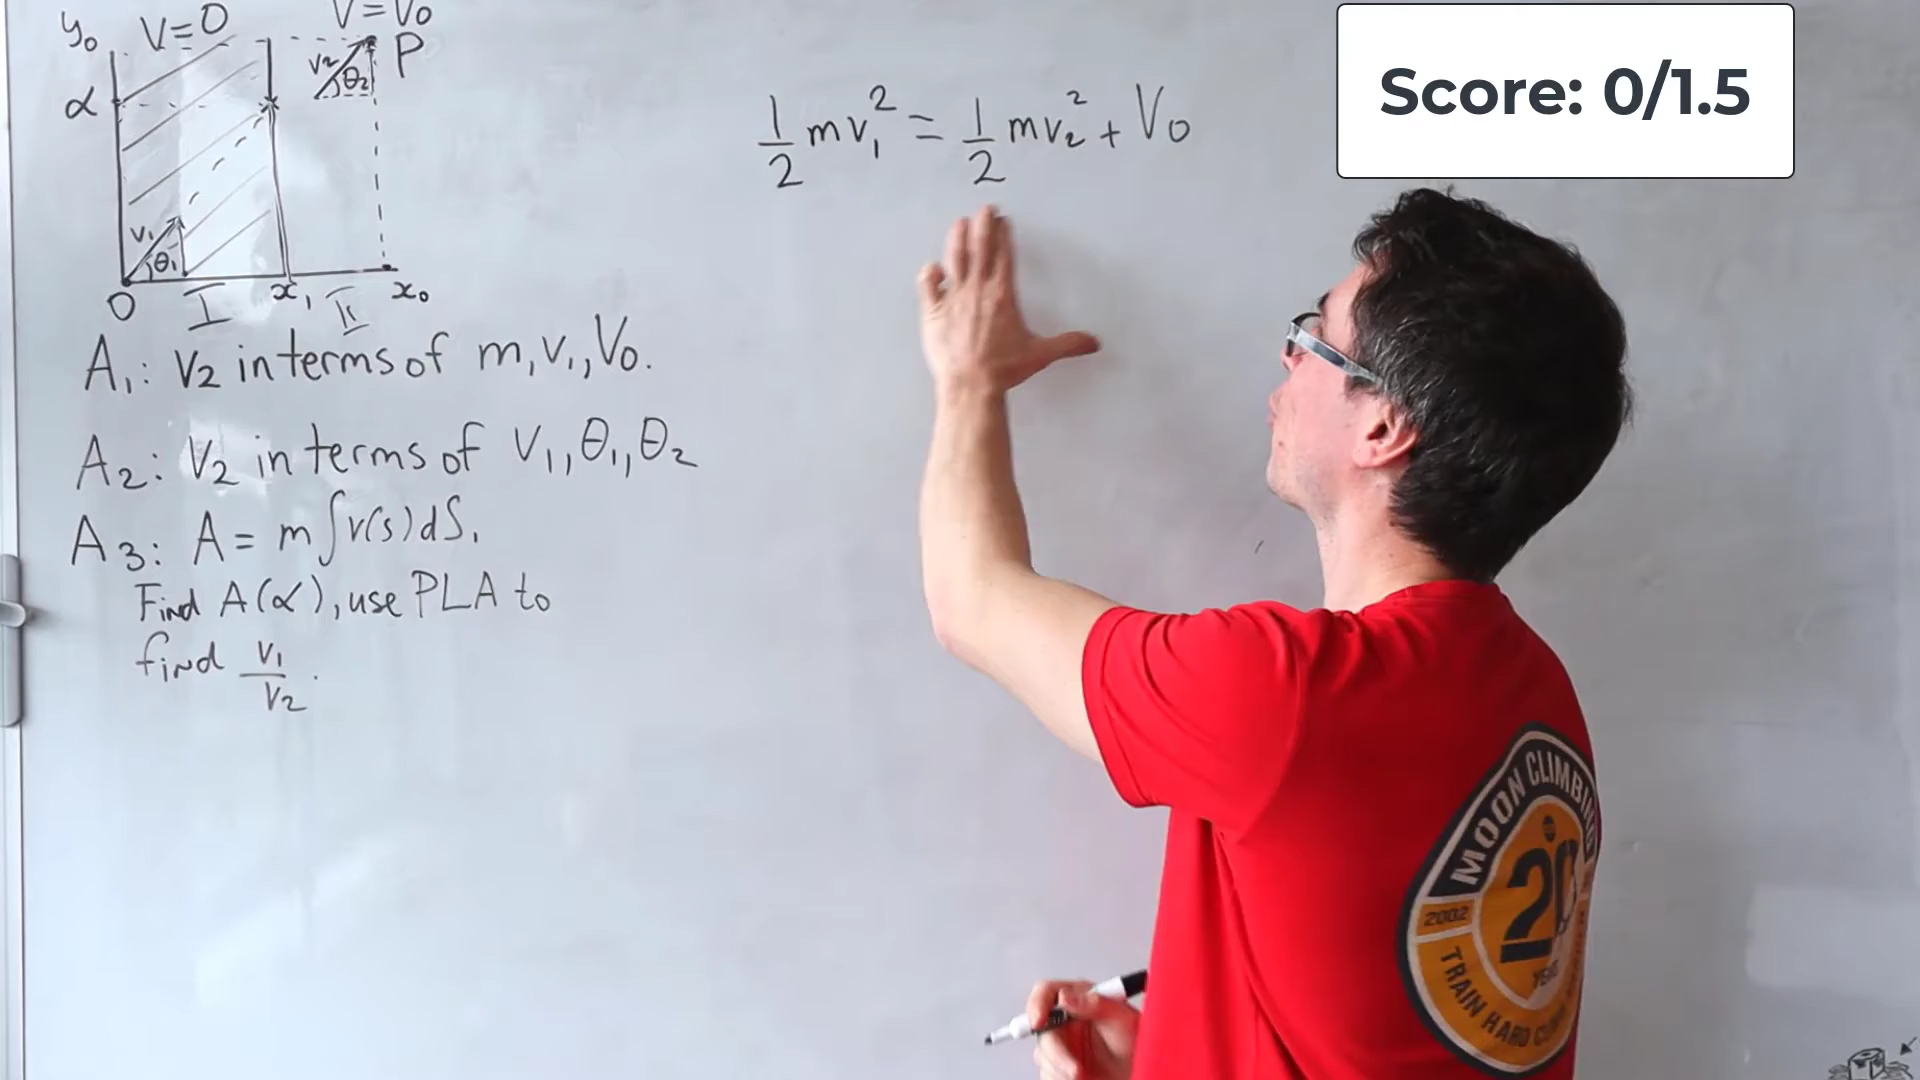 y₀ V=0 V=V₀
α v₂ θ₂ P
v₁ θ₁
0 I x₁ II x₀
A₁: v₂ in terms of m, v₁, V₀.
A₂: v₂ in terms of v₁, θ₁, θ₂
A₃: A = m∫v(s)dS.
Find A(α), use PLA to
find v₁/v₂.
1/2 mv₁² = 1/2 mv₂² + V₀
Score: 0/1.5
MOON CLIMBING
20
2002
YEARS
TRAIN HARD